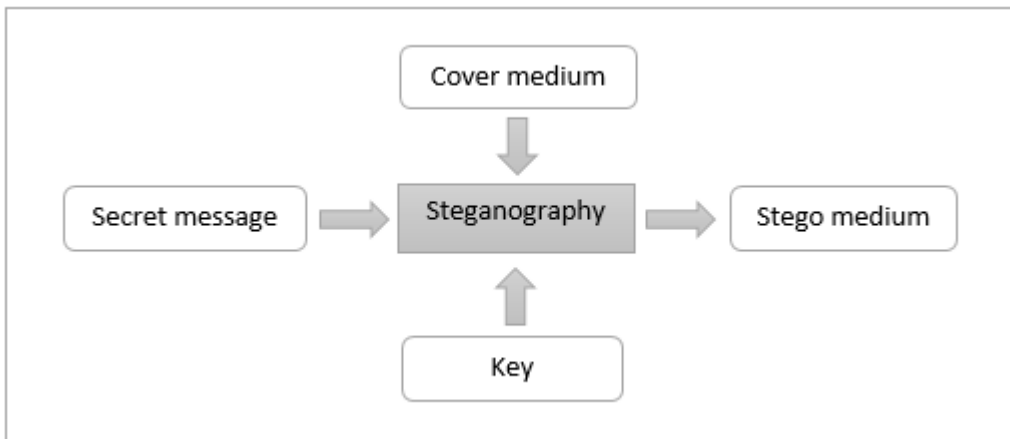 Cover medium
Secret message
Steganography
Stego medium
Key